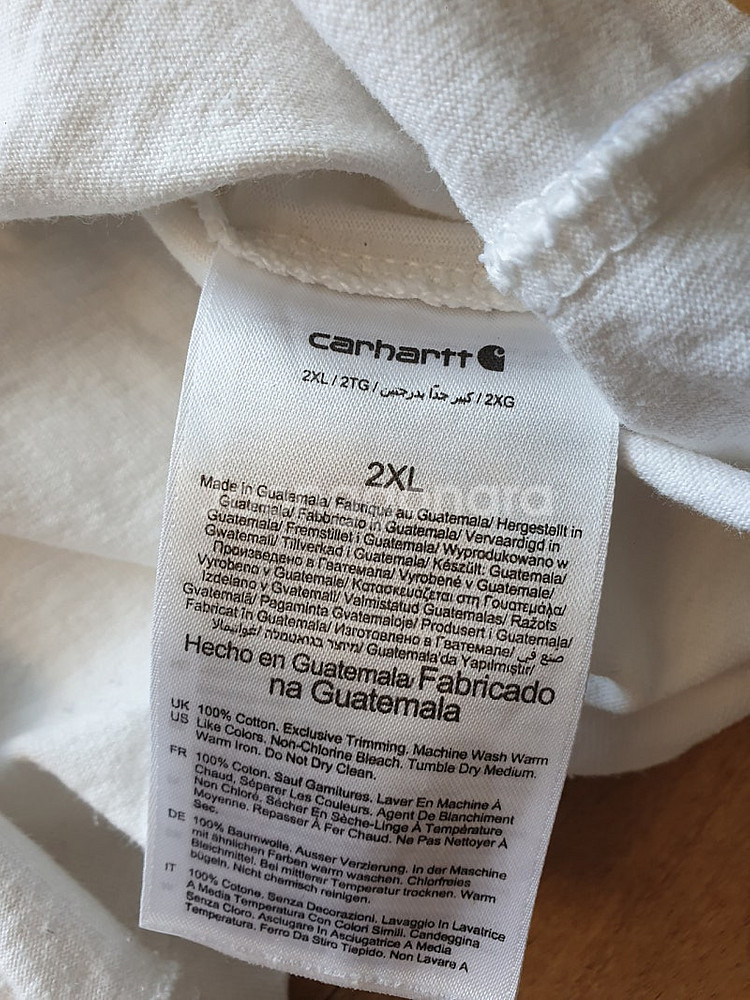 carhartt
2XL / 2TG / كبير جدًا بدرجتين / 2XG
2XL
Made in Guatemala/ Fabriqué au Guatemala/ Hergestellt in
Guatemala/ Fabbricato in Guatemala/ Vervaardigd in
Guatemala/ Fremstillet i Guatemala/ Wyprodukowano w
Gwatemali/ Tillverkad i Guatemala/ Készült: Guatemala/
Произведено в Гватемала/ Vyrobené v Guatemale/
Vyrobeno v Guatemale/ Κατασκευάζεται στη Γουατεμάλα/
Izdelano v Gvatemali/ Valmistatud Guatemalas/ Ražots
Gvatemalā/ Pagaminta Gvatemaloje/ Produsert i Guatemala/
Fabricat în Guatemala/ Изготовлено в Гватемале/ صنع في
غواتيمالا/ מיוצר בגואטמלה/ Guatemala'da Yapılmıştır/
Hecho en Guatemala/ Fabricado
na Guatemala
UK 100% Cotton. Exclusive Trimming. Machine Wash Warm
US Like Colors. Non-Chlorine Bleach. Tumble Dry Medium.
Warm Iron. Do Not Dry Clean.
FR 100% Coton. Sauf Garnitures. Laver En Machine À
Chaud, Séparer Les Couleurs. Agent De Blanchiment
Non Chloré. Sécher En Sèche-Linge À Température
Moyenne. Repasser À Fer Chaud. Ne Pas Nettoyer À
Sec.
DE 100% Baumwolle. Ausser Verzierung. In der Maschine
mit ähnlichen Farben warm waschen. Chlorfreies
Bleichmittel. Bei mittlerer Temperatur trocknen. Warm
bügeln. Nicht chemisch reinigen.
IT 100% Cotone. Senza Decorazioni. Lavaggio In Lavatrice
A Media Temperatura Con Colori Simili. Candeggina
Senza Cloro. Asciugare In Asciugatrice A Media
Temperatura. Ferro Da Stiro Tiepido. Non Lavare A